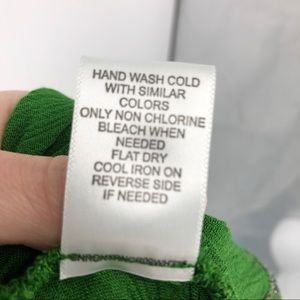 HAND WASH COLD
WITH SIMILAR
COLORS
ONLY NON CHLORINE
BLEACH WHEN
NEEDED
FLAT DRY
COOL IRON ON
REVERSE SIDE
IF NEEDED